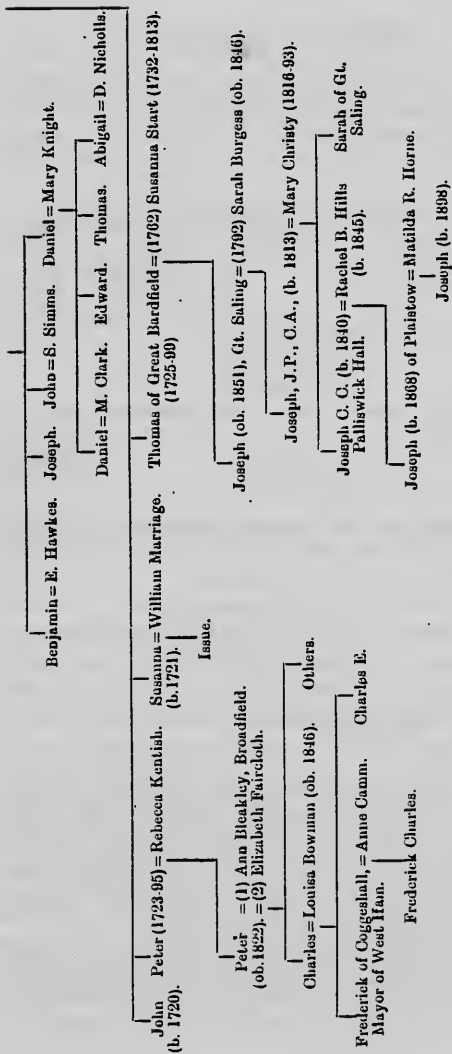 Benjamin = E. Hawkes. Joseph. John = S. Simms. Daniel = Mary Knight.
Daniel = M. Clark. Edward. Thomas. Abigail = D. Nicholls.
John Peter (1723-95) = Rebecca Kentish. Susanna = William Marriage. Thomas of Great Bardfield = (1762) Susanna Start (1732-1813).
(b. 1720). (b. 1721). (1725-99)
Issue.
Peter = (1) Ann Bleakley, Broadfield. Joseph (ob. 1851), Gt. Saling = (1792) Sarah Burgess (ob. 1846).
(ob. 1822). = (2) Elizabeth Faircloth.
Charles = Louisa Bowman (ob. 1846). Others. Joseph, J.P., C.A., (b. 1813) = Mary Christy (1816-93)
Frederick of Coggeshall, = Anne Camm. Charles E. Joseph C. C. (b. 1840) = Rachel B. Hills Sarah of Gt.
Mayor of West Ham. Palliswick Hall. (b. 1845). Saling.
Frederick Charles. Joseph (b. 1868) of Plaistow = Matilda R. Horne.
Joseph (b. 1898).